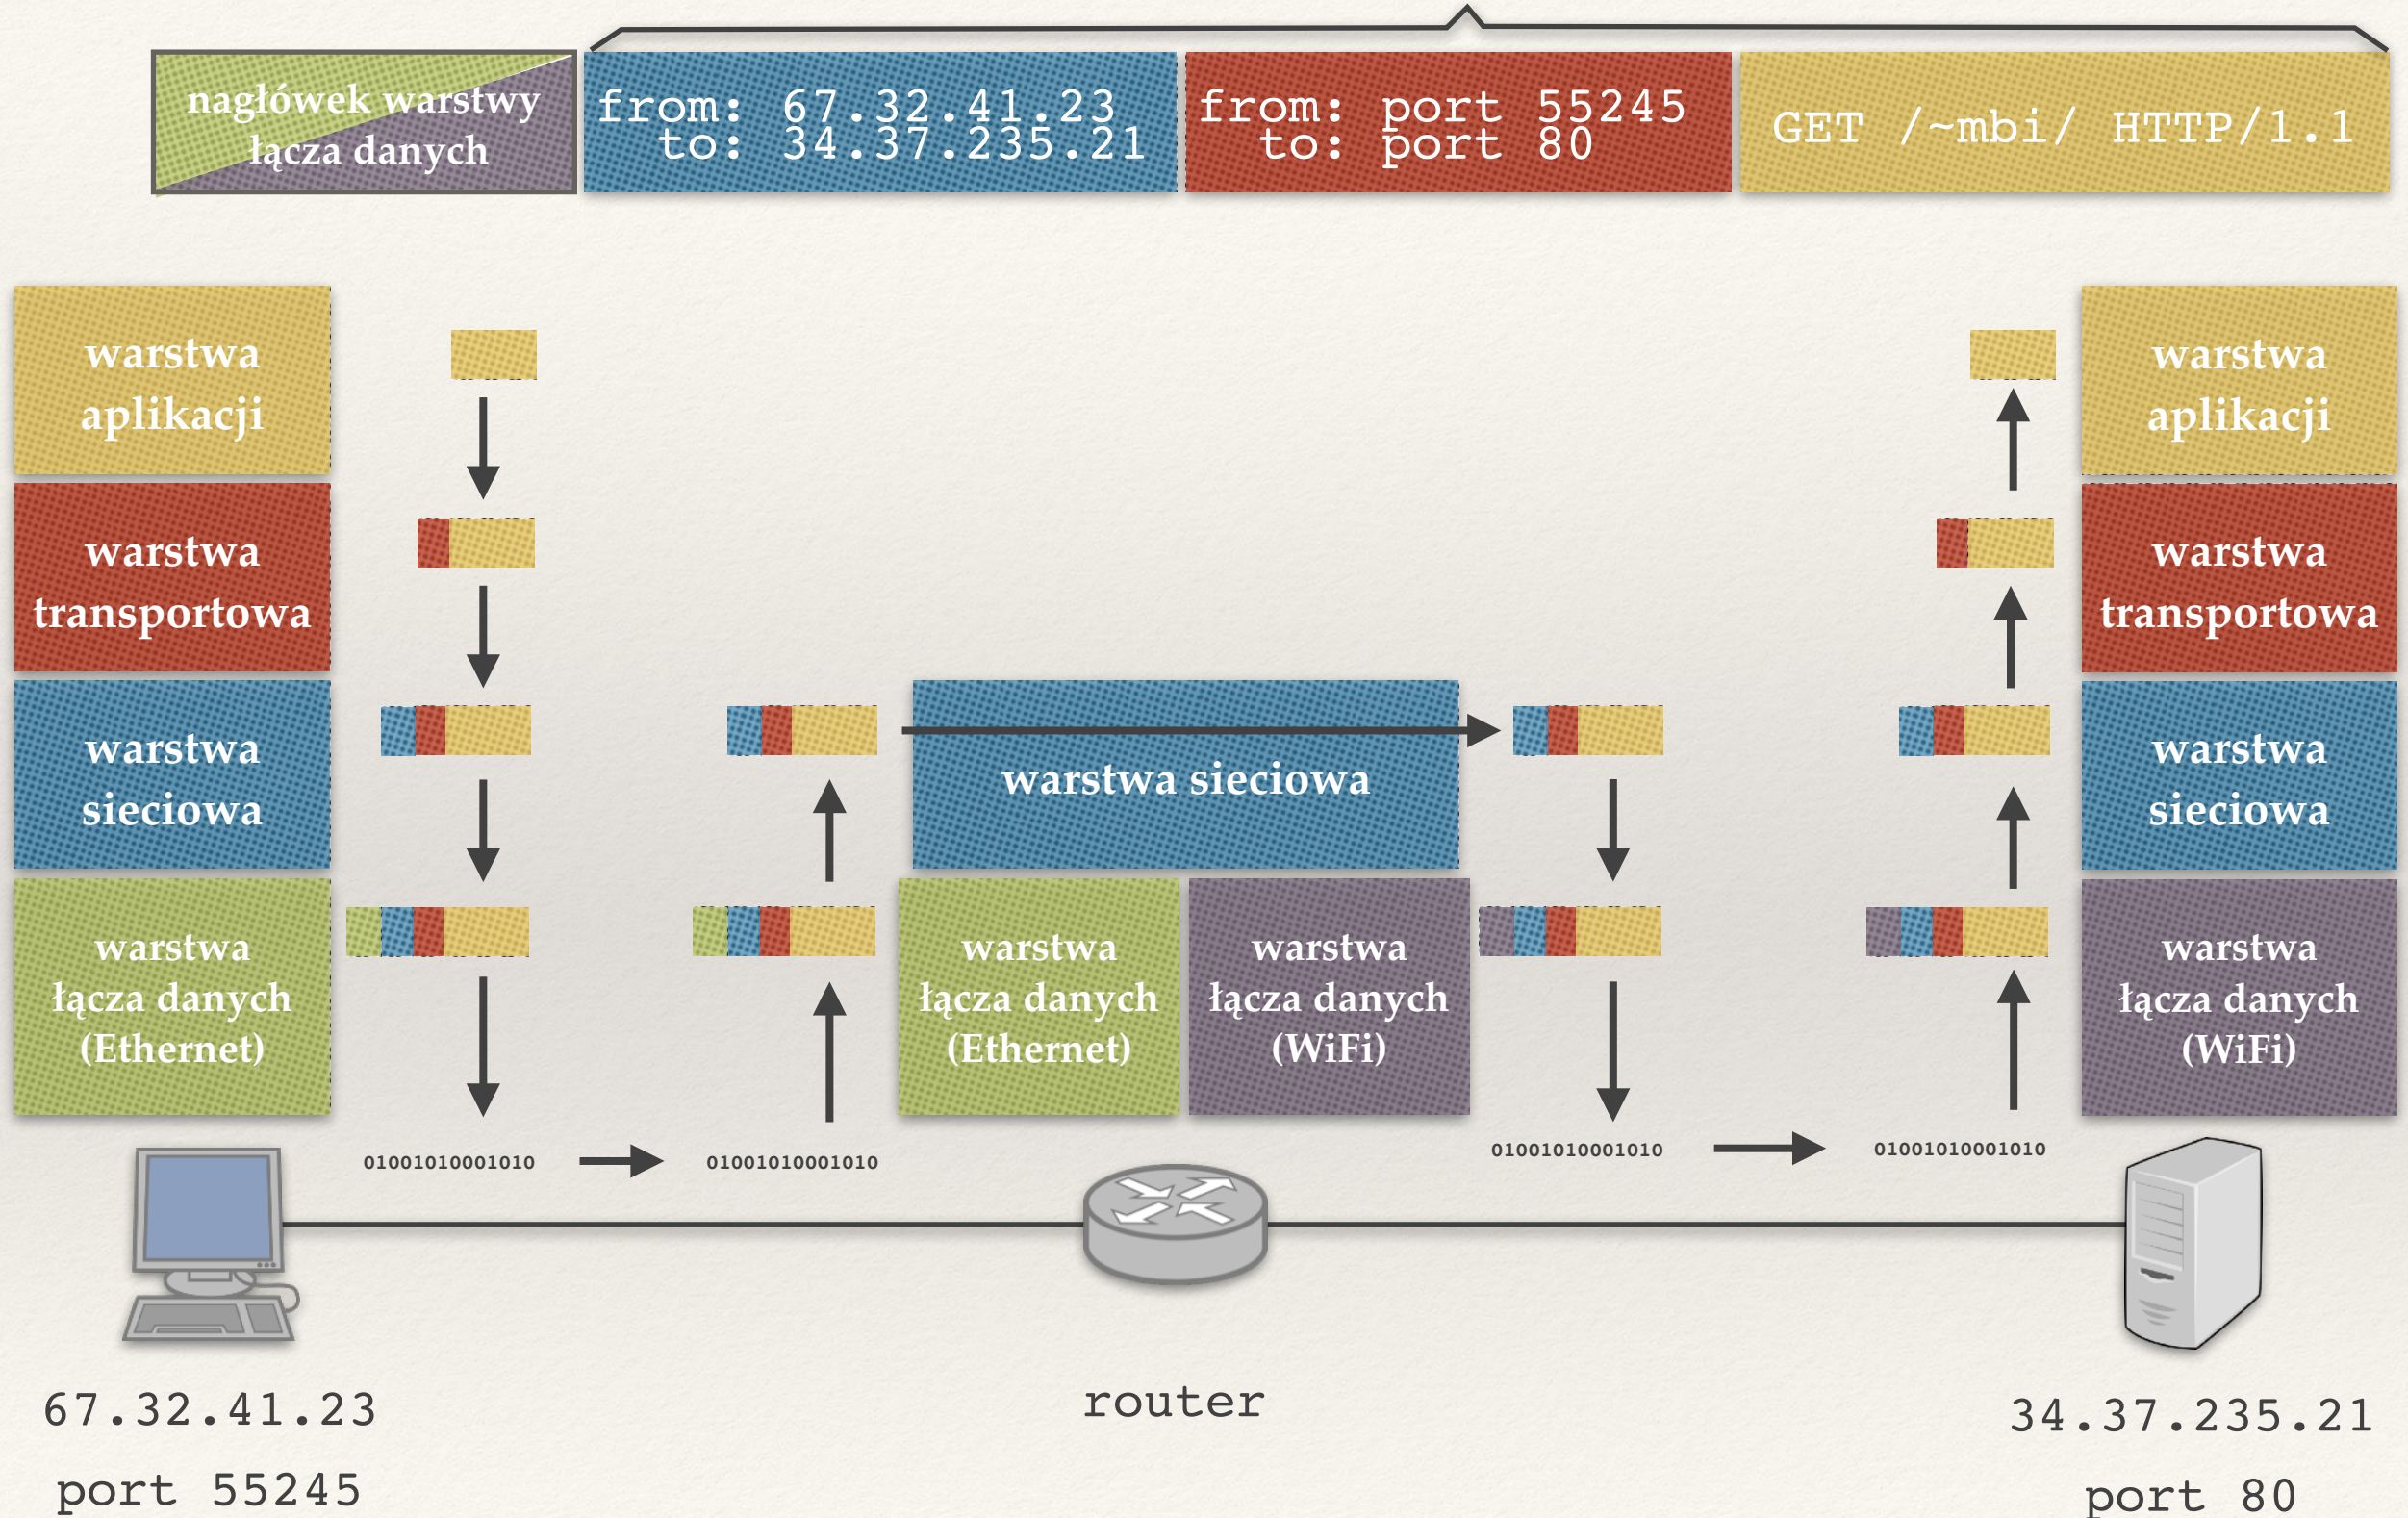 nagłówek warstwy
łącza danych
from: 67.32.41.23
to: 34.37.235.21
from: port 55245
to: port 80
GET /~mbi/ HTTP/1.1
warstwa
aplikacji
warstwa
transportowa
warstwa
sieciowa
warstwa
łącza danych
(Ethernet)
warstwa sieciowa
warstwa
łącza danych
(Ethernet)
warstwa
łącza danych
(WiFi)
warstwa
aplikacji
warstwa
transportowa
warstwa
sieciowa
warstwa
łącza danych
(WiFi)
01001010001010
01001010001010
01001010001010
01001010001010
67.32.41.23
port 55245
router
34.37.235.21
port 80